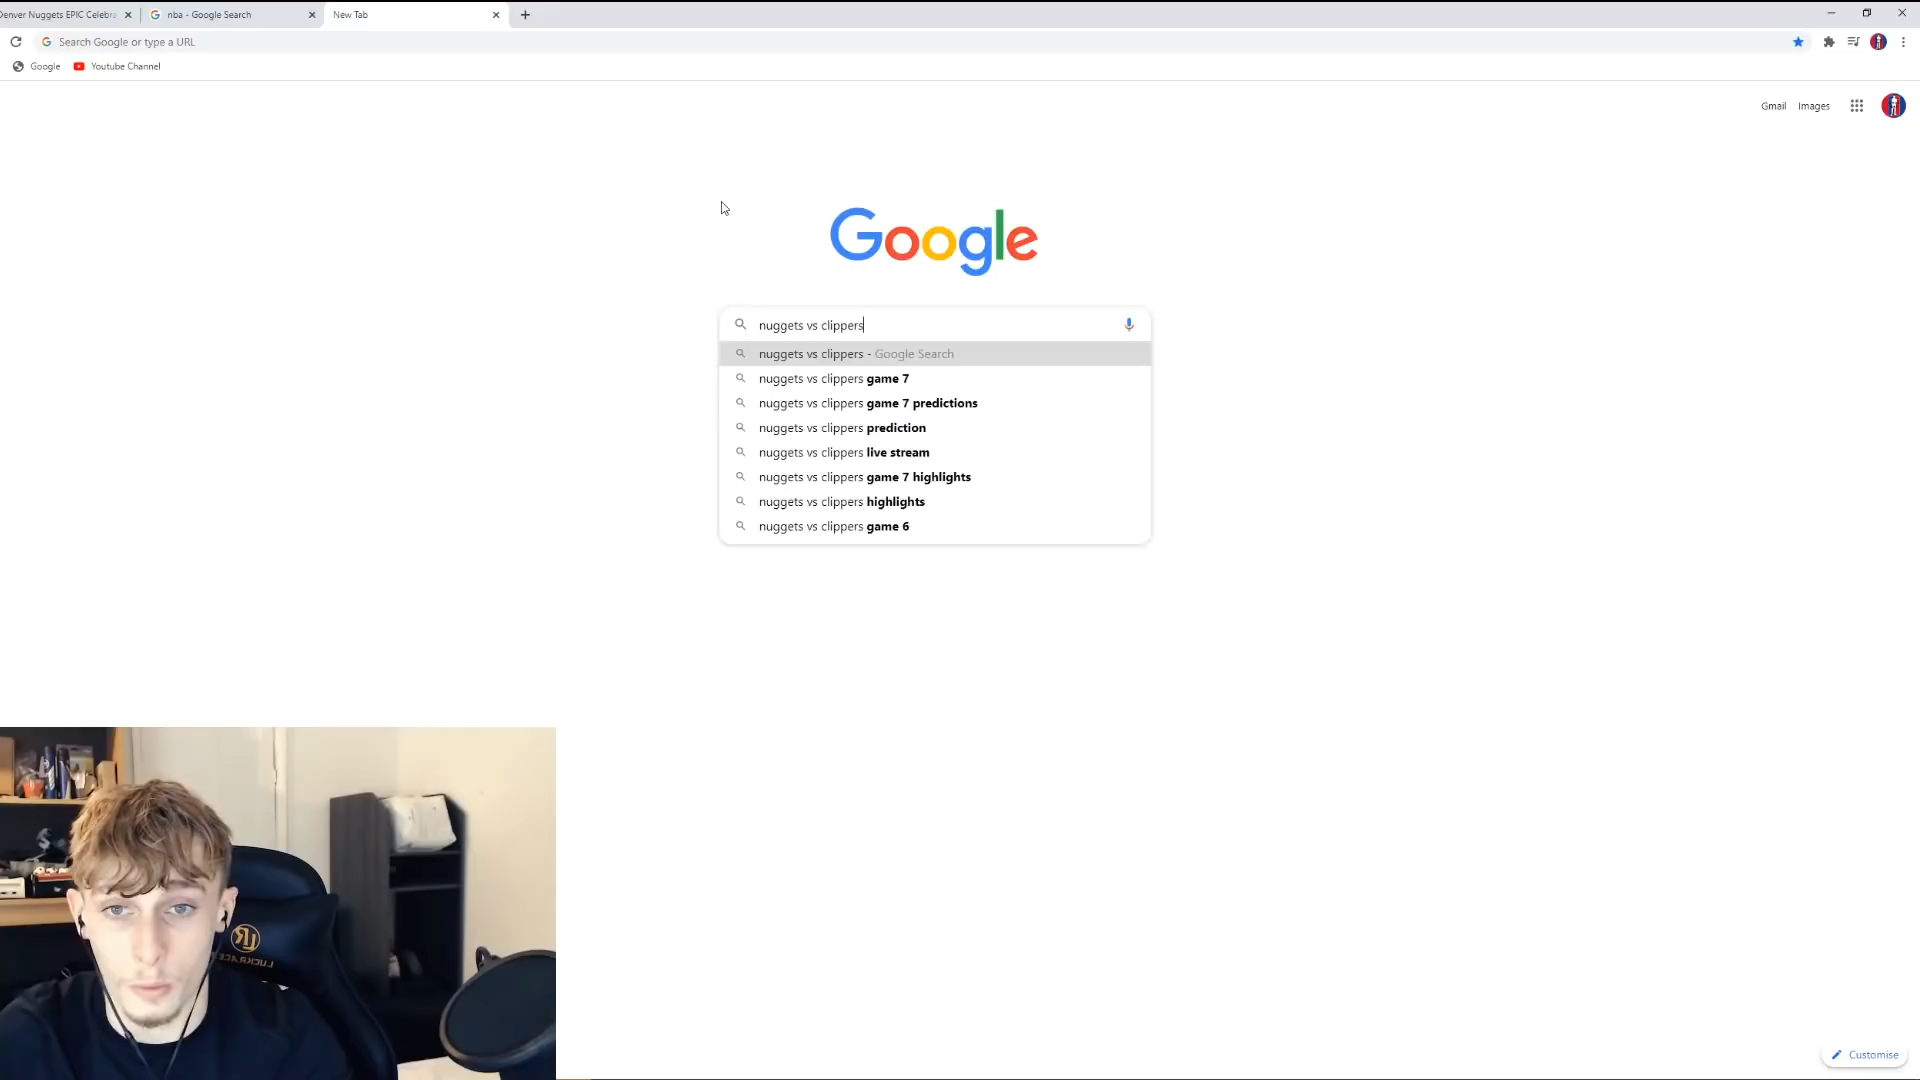 Denver Nuggets EPIC Celebra
nba - Google Search
New Tab
Search Google or type a URL
Google
Youtube Channel
Gmail
Images
Google
nuggets vs clippers
nuggets vs clippers - Google Search
nuggets vs clippers game 7
nuggets vs clippers game 7 predictions
nuggets vs clippers prediction
nuggets vs clippers live stream
nuggets vs clippers game 7 highlights
nuggets vs clippers highlights
nuggets vs clippers game 6
Customise